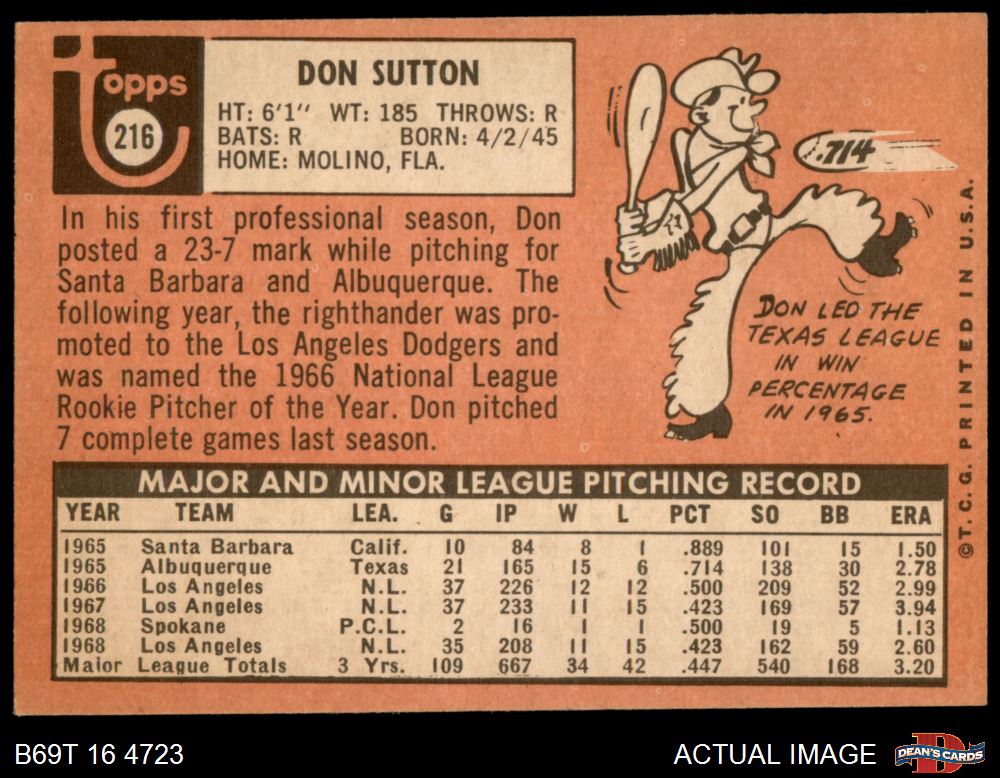 topps
216
DON SUTTON
HT: 6'1" WT: 185 THROWS: R
BATS: R BORN: 4/2/45
HOME: MOLINO, FLA.
In his first professional season, Don
posted a 23-7 mark while pitching for
Santa Barbara and Albuquerque. The
following year, the righthander was pro-
moted to the Los Angeles Dodgers and
was named the 1966 National League
Rookie Pitcher of the Year. Don pitched
7 complete games last season.
.714
DON LED THE
TEXAS LEAGUE
IN WIN
PERCENTAGE
IN 1965.
©T.C.G. PRINTED IN U.S.A.
MAJOR AND MINOR LEAGUE PITCHING RECORD
YEAR TEAM LEA. G IP W L PCT SO BB ERA
1965 Santa Barbara Calif. 10 84 8 1 .889 101 15 1.50
1965 Albuquerque Texas 21 165 15 6 .714 138 30 2.78
1966 Los Angeles N.L. 37 226 12 12 .500 209 52 2.99
1967 Los Angeles N.L. 37 233 11 15 .423 169 57 3.94
1968 Spokane P.C.L. 2 16 1 1 .500 19 5 1.13
1968 Los Angeles N.L. 35 208 11 15 .423 162 59 2.60
Major League Totals 3 Yrs. 109 667 34 42 .447 540 168 3.20
B69T 16 4723
ACTUAL IMAGE
DEAN'S CARDS